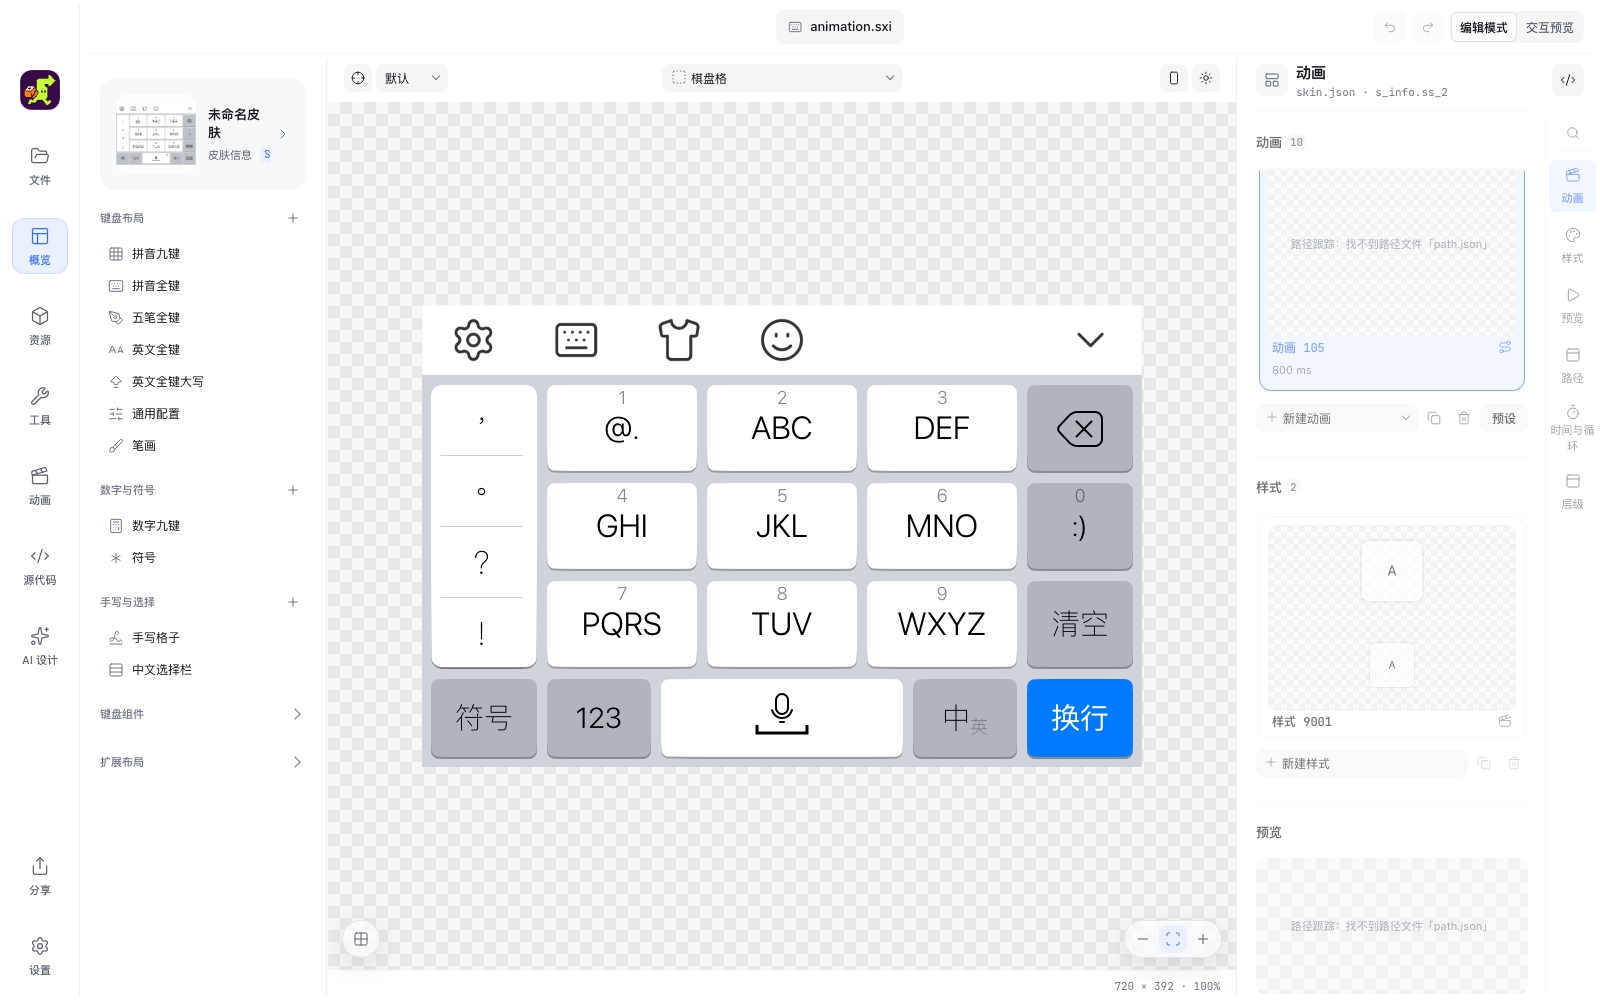 animation.sxi
编辑模式
交互预览
文件
概览
资源
工具
动画
源代码
AI 设计
分享
设置
未命名皮
肤
皮肤信息 S
键盘布局
拼音九键
拼音全键
五笔全键
英文全键
英文全键大写
通用配置
笔画
数字与符号
数字九键
符号
手写与选择
手写格子
中文选择栏
键盘组件
扩展布局
默认
棋盘格
,
1
@.
2
ABC
3
DEF
。
4
GHI
5
JKL
6
MNO
0
:)
?
7
PQRS
8
TUV
9
WXYZ
清空
!
符号
123
中英
换行
720 × 392 · 100%
动画
skin.json · s_info.ss_2
动画 10
路径跟踪：找不到路径文件「path.json」
动画 105
800 ms
新建动画
预设
样式 2
A
A
样式 9001
新建样式
预览
路径跟踪：找不到路径文件「path.json」
动画
样式
预览
路径
时间与循
环
层级